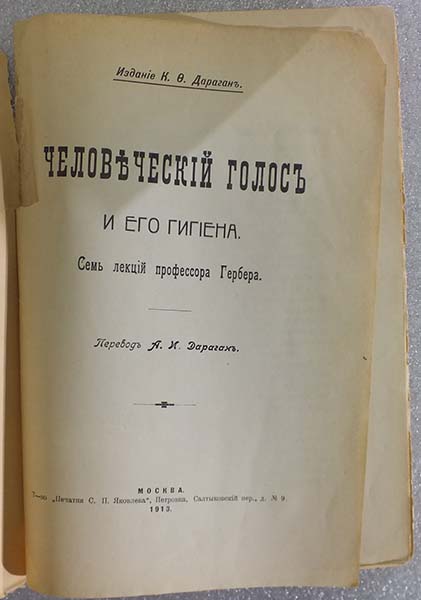 Изданіе К. Ѳ. Дараганъ.
ЧЕЛОВѢЧЕСКІЙ ГОЛОСЪ
И ЕГО ГИГІЕНА.
Семь лекцій профессора Гербера.
Переводъ А. И. Дараганъ.
МОСКВА.
Т—во „Печатня С. П. Яковлева“, Петровка, Салтыковскій пер., д. № 9
1913.